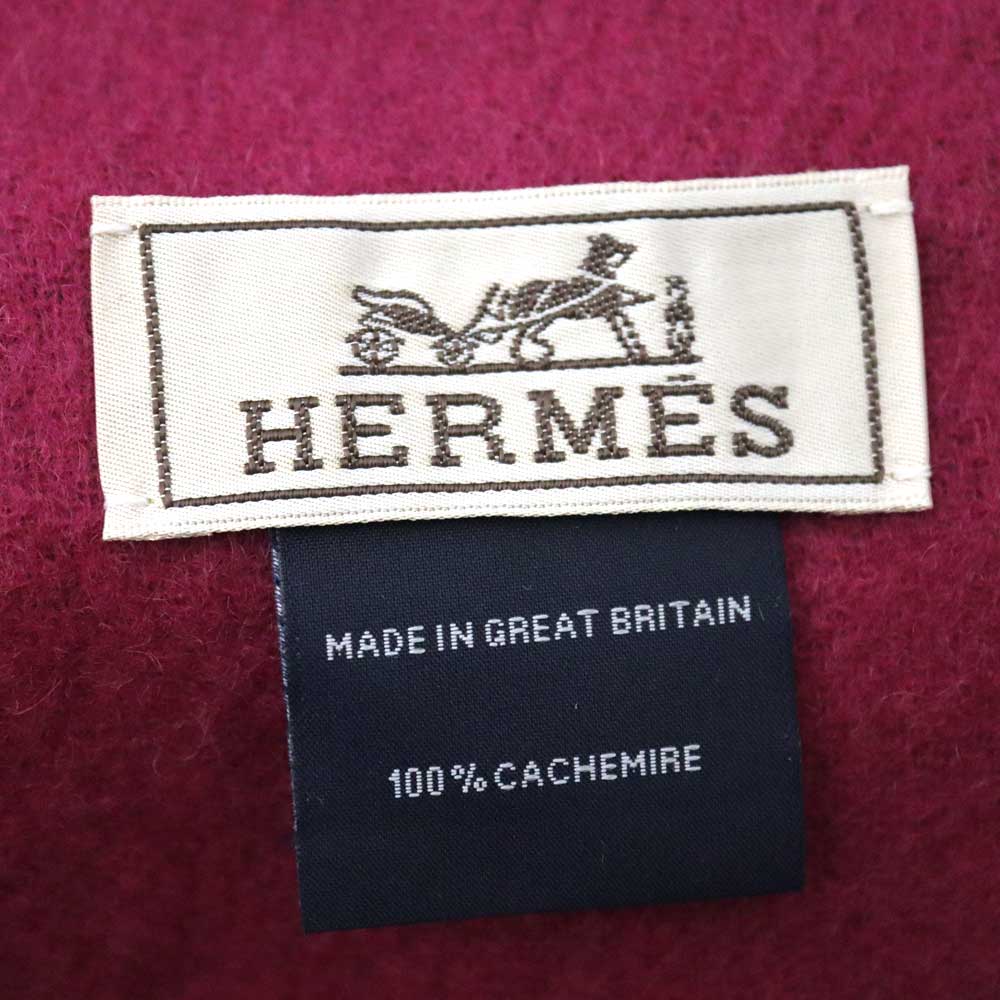 HERMÈS
MADE IN GREAT BRITAIN
100% CACHEMIRE